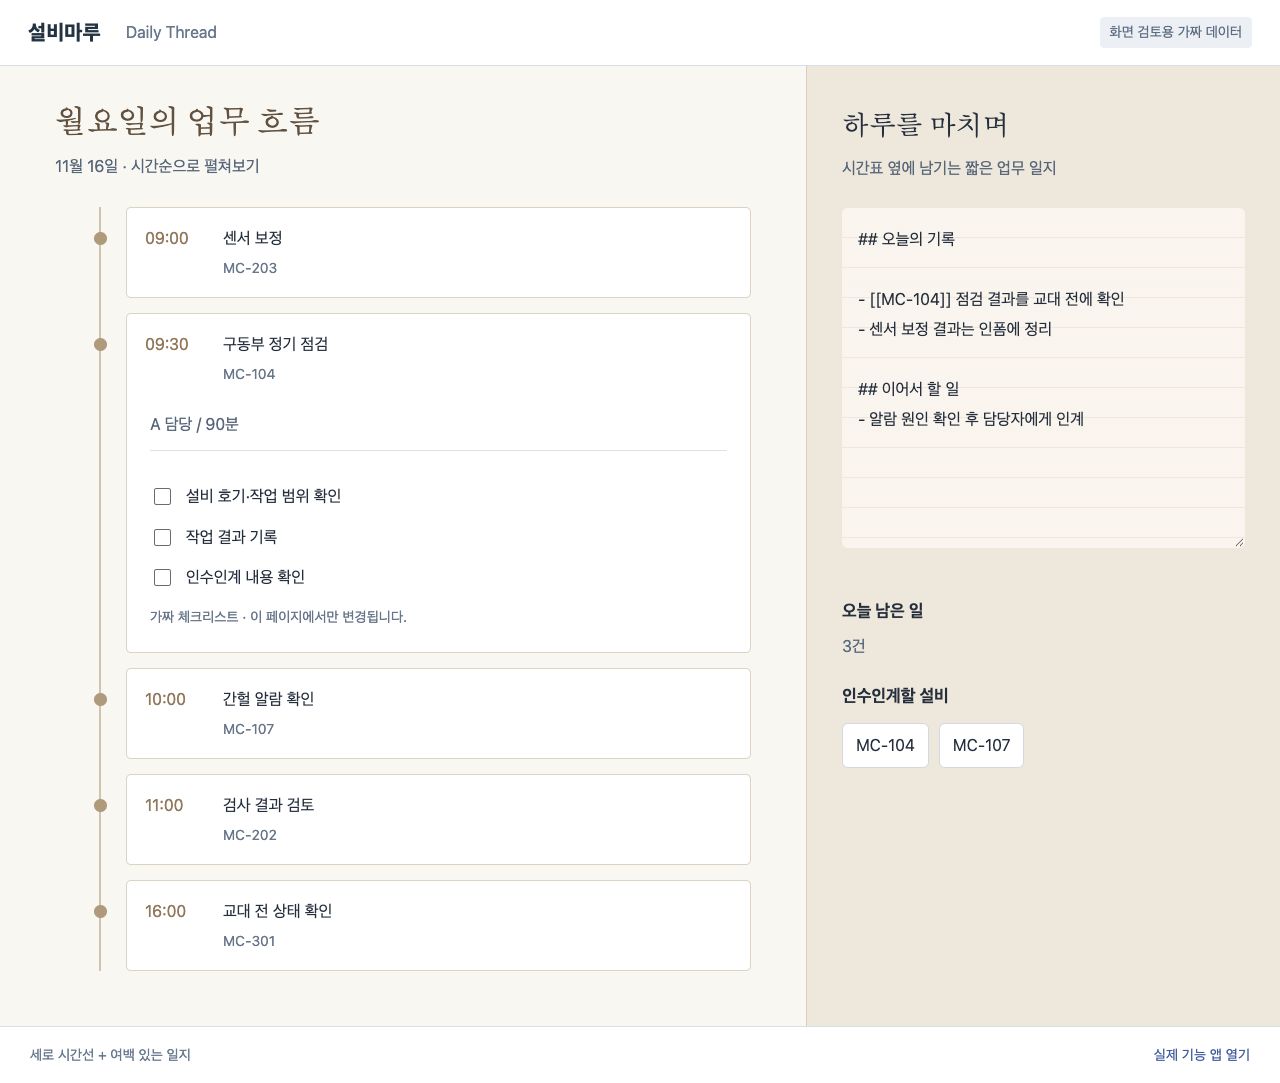 설비마루
Daily Thread
화면 검토용 가짜 데이터
월요일의 업무 흐름
11월 16일 · 시간순으로 펼쳐보기
09:00 센서 보정
MC-203
09:30 구동부 정기 점검
MC-104
A 담당 / 90분
설비 호기·작업 범위 확인
작업 결과 기록
인수인계 내용 확인
가짜 체크리스트 · 이 페이지에서만 변경됩니다.
10:00 간헐 알람 확인
MC-107
11:00 검사 결과 검토
MC-202
16:00 교대 전 상태 확인
MC-301
하루를 마치며
시간표 옆에 남기는 짧은 업무 일지
## 오늘의 기록
- [[MC-104]] 점검 결과를 교대 전에 확인
- 센서 보정 결과는 인폼에 정리
## 이어서 할 일
- 알람 원인 확인 후 담당자에게 인계
오늘 남은 일
3건
인수인계할 설비
MC-104
MC-107
세로 시간선 + 여백 있는 일지
실제 기능 앱 열기